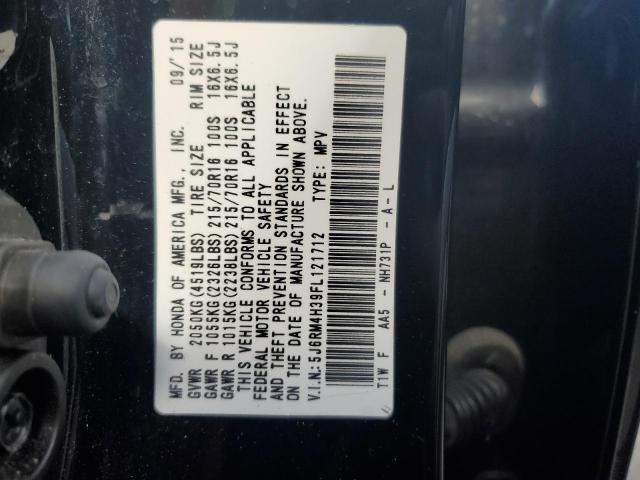 MFD. BY HONDA OF AMERICA MFG., INC. 09/'15
GVWR 2050KG(4519LBS) TIRE SIZE RIM SIZE
GAWR F 1055KG(2328LBS) 215/70R16 100S 16X6.5J
GAWR R 1015KG(2238LBS) 215/70R16 100S 16X6.5J
THIS VEHICLE CONFORMS TO ALL APPLICABLE
FEDERAL MOTOR VEHICLE SAFETY
AND THEFT PREVENTION STANDARDS IN EFFECT
ON THE DATE OF MANUFACTURE SHOWN ABOVE.
V.I.N.:5J6RM4H39FL121712 TYPE: MPV
T1W F AA5 - NH731P - A - L